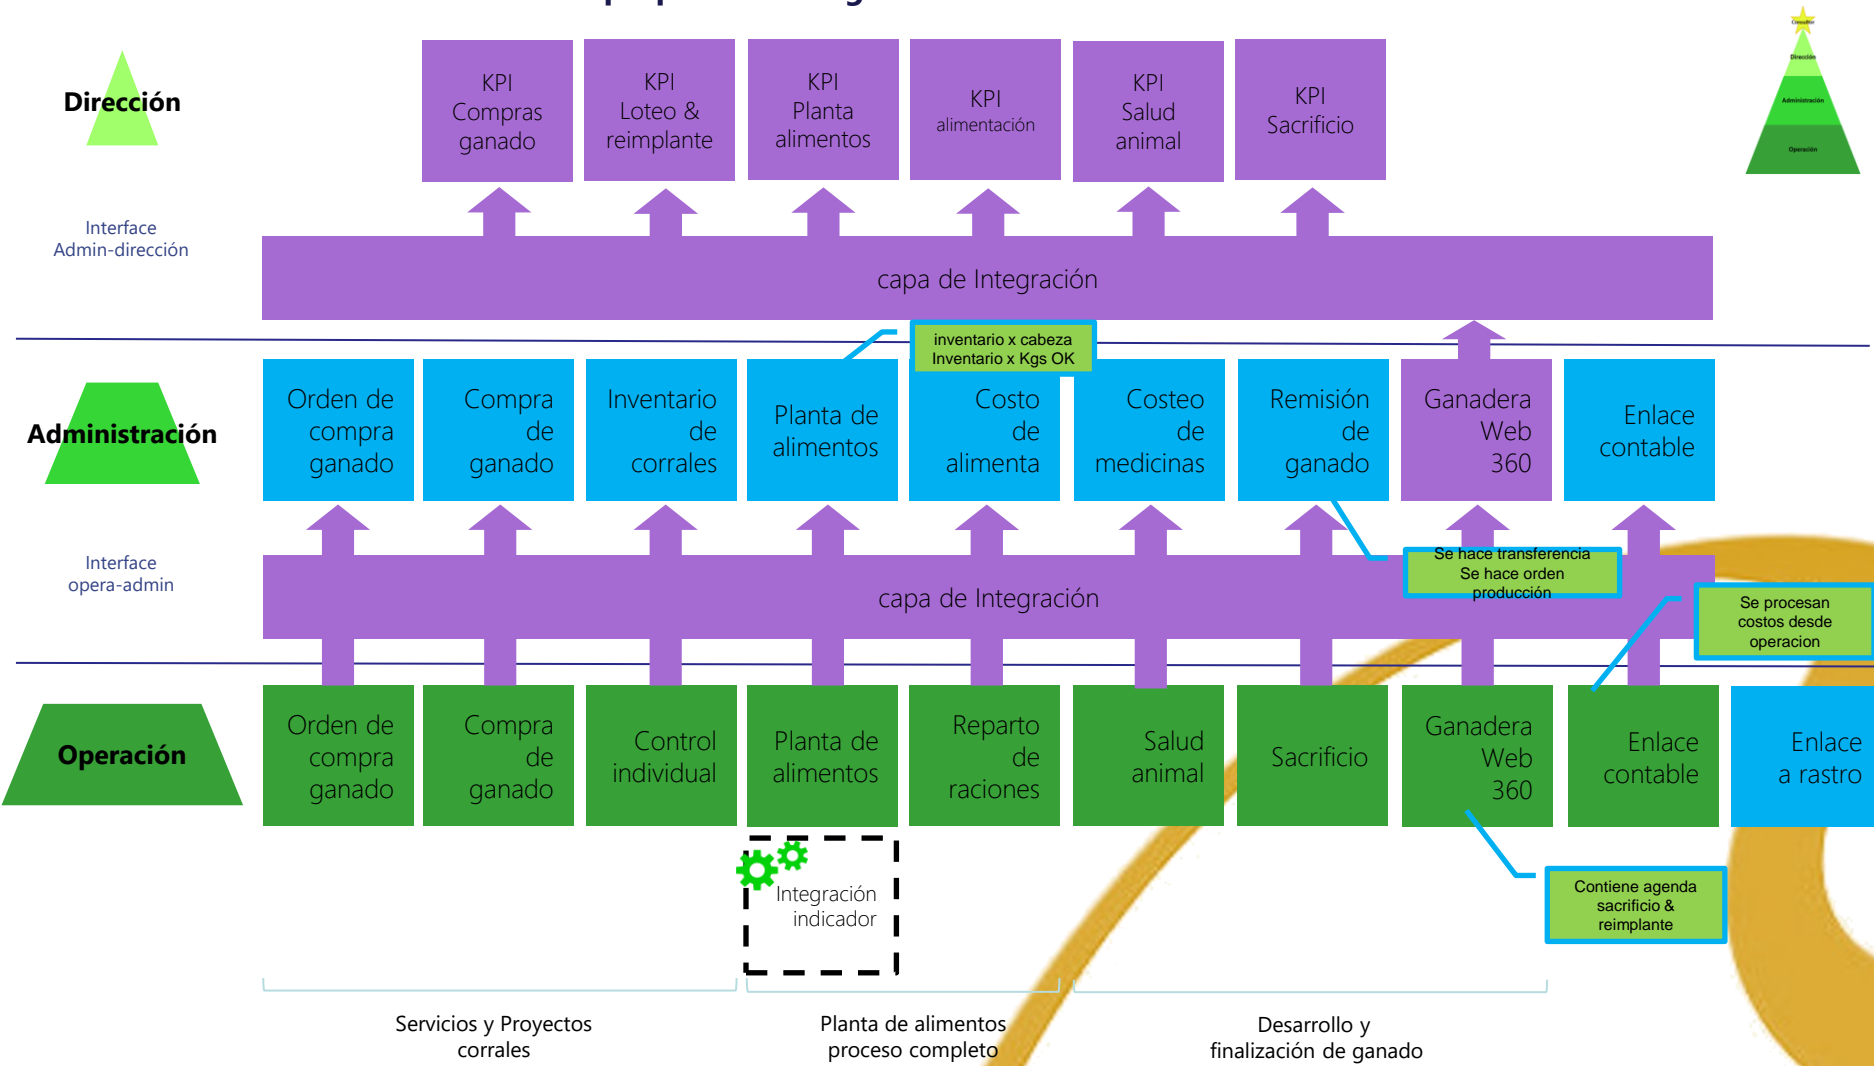 Consultor
Dirección
Administración
Operación
Dirección
KPI
Compras
ganado
KPI
Loteo &
reimplante
KPI
Planta
alimentos
KPI
alimentación
KPI
Salud
animal
KPI
Sacrificio
Interface
Admin-dirección
capa de Integración
inventario x cabeza
Inventario x Kgs OK
Administración
Orden de
compra
ganado
Compra
de
ganado
Inventario
de
corrales
Planta de
alimentos
Costo
de
alimenta
Costeo
de
medicinas
Remisión
de
ganado
Ganadera
Web
360
Enlace
contable
Interface
opera-admin
capa de Integración
Se hace transferencia
Se hace orden
producción
Se procesan
costos desde
operacion
Operación
Orden de
compra
ganado
Compra
de
ganado
Control
individual
Planta de
alimentos
Reparto
de
raciones
Salud
animal
Sacrificio
Ganadera
Web
360
Enlace
contable
Enlace
a rastro
Integración
indicador
Contiene agenda
sacrificio &
reimplante
Servicios y Proyectos
corrales
Planta de alimentos
proceso completo
Desarrollo y
finalización de ganado